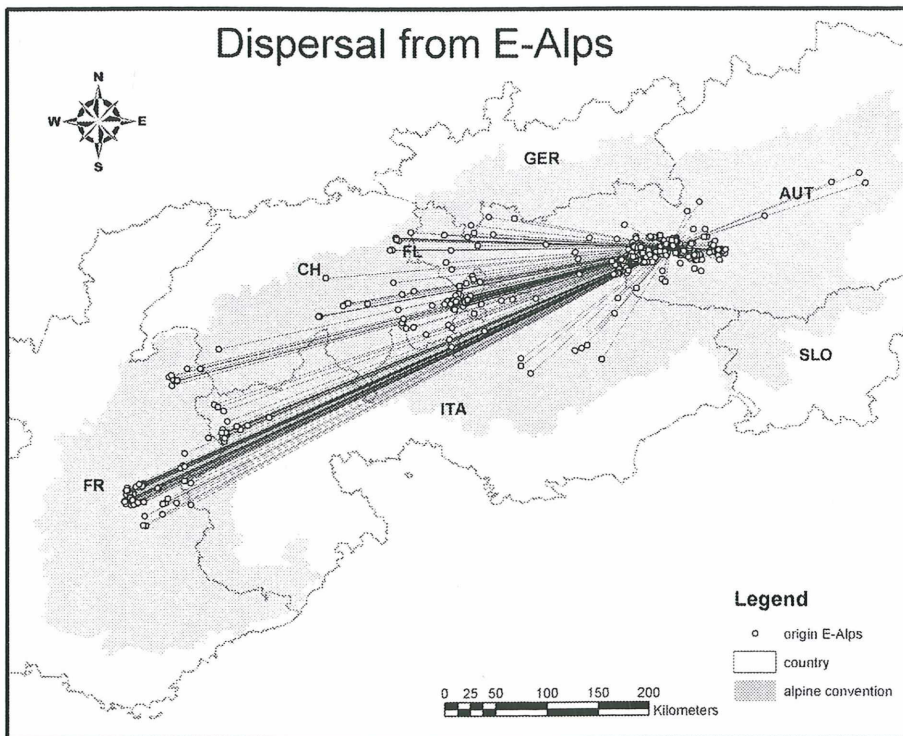 Dispersal from E-Alps
N
W E
S
GER
AUT
FL
CH
SLO
ITA
FR
Legend
origin E-Alps
country
alpine convention
0 25 50 100 150 200
Kilometers